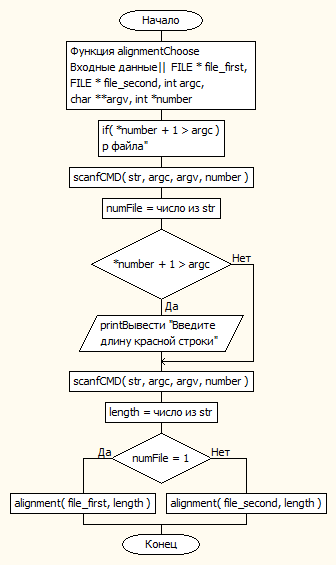 Начало
Функция alignmentChoose
Входные данные|| FILE * file_first,
FILE * file_second, int argc,
char **argv, int *number
if( *number + 1 > argc )
р файла"
scanfCMD( str, argc, argv, number )
numFile = число из str
*number + 1 > argc
Нет
Да
printВывести "Введите
длину красной строки"
scanfCMD( str, argc, argv, number )
length = число из str
Да
numFile = 1
Нет
alignment( file_first, length )
alignment( file_second, length )
Конец